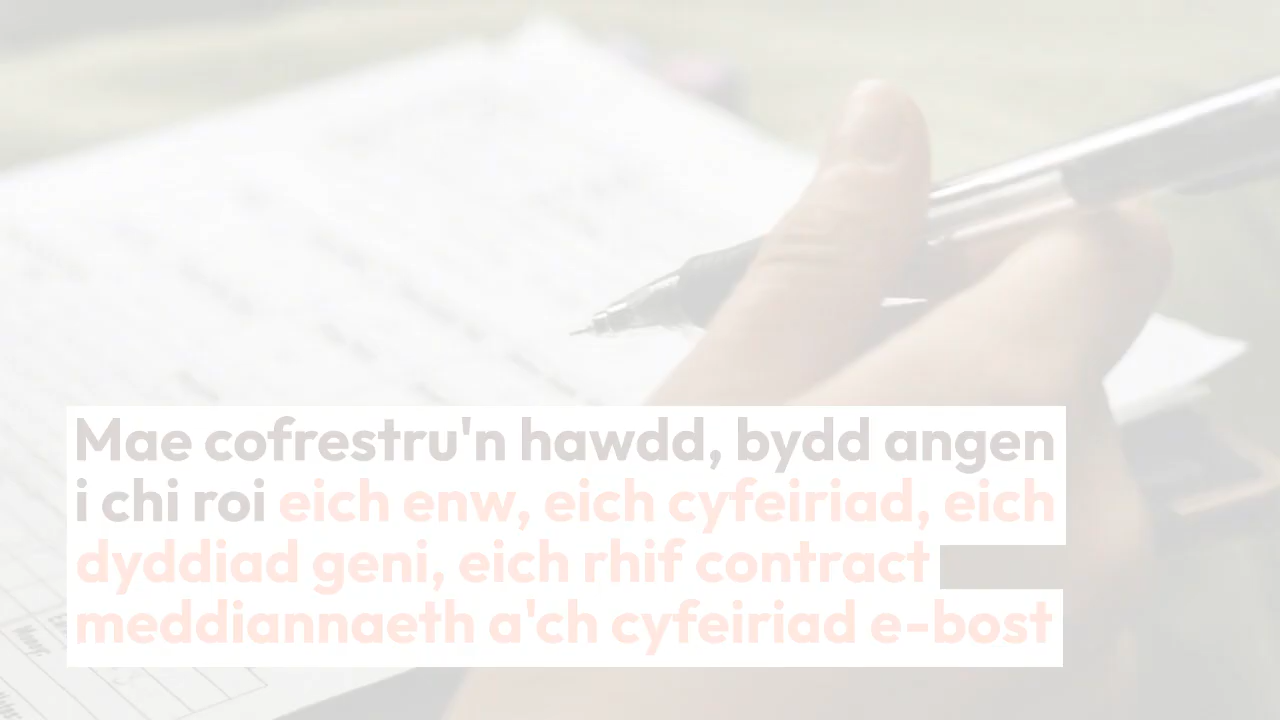 Mae cofrestru'n hawdd, bydd angen
i chi roi eich enw, eich cyfeiriad, eich
dyddiad geni, eich rhif contract
meddiannaeth a'ch cyfeiriad e-bost